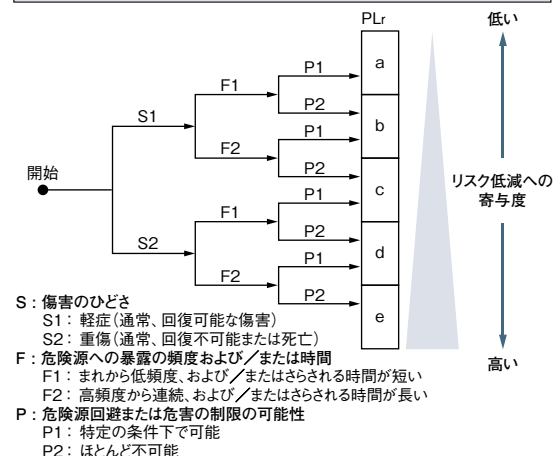 PLr
低い
a
P1
F1
P2
b
S1
P1
F2
P2
開始
c
リスク低減への
寄与度
P1
F1
P2
S2
d
P1
F2
P2
e
高い
S：傷害のひどさ
S1：軽症（通常、回復可能な傷害）
S2：重傷（通常、回復不可能または死亡）
F：危険源への暴露の頻度および／または時間
F1：まれから低頻度、および／またはさらされる時間が短い
F2：高頻度から連続、および／またはさらされる時間が長い
P：危険源回避または危害の制限の可能性
P1：特定の条件下で可能
P2：ほとんど不可能